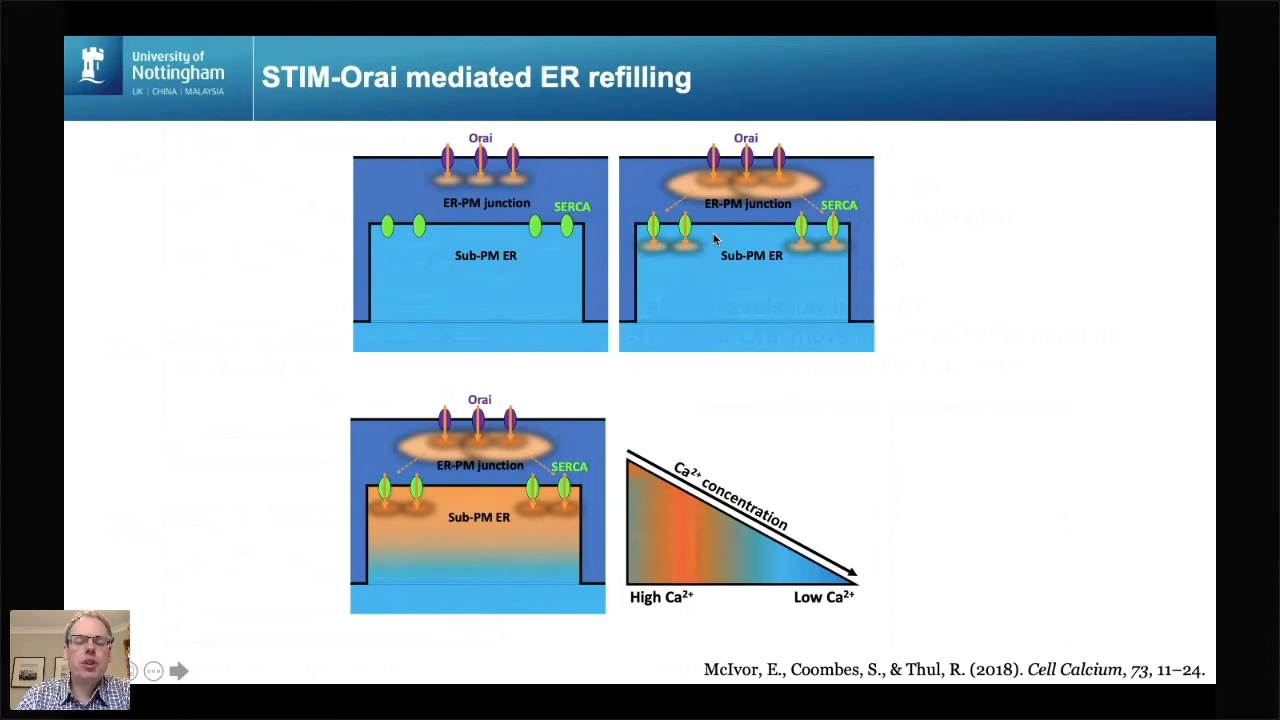 University of
Nottingham
UK | CHINA | MALAYSIA
STIM-Orai mediated ER refilling
Orai
ER-PM junction
SERCA
Sub-PM ER
Orai
ER-PM junction
SERCA
Sub-PM ER
Orai
ER-PM junction
SERCA
Sub-PM ER
Ca²⁺ concentration
High Ca²⁺
Low Ca²⁺
McIvor, E., Coombes, S., & Thul, R. (2018). Cell Calcium, 73, 11–24.